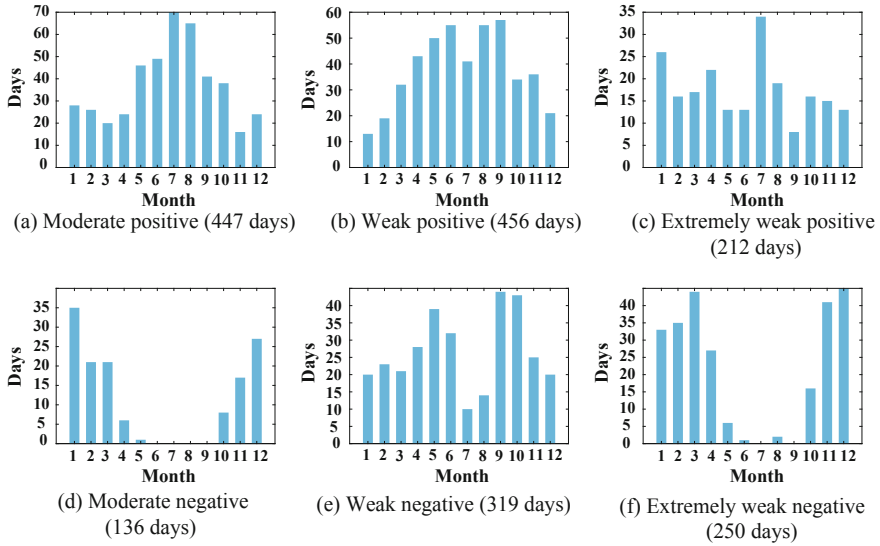 70
60
50
40
30
20
10
0
Days
1 2 3 4 5 6 7 8 9 10 11 12
Month
(a) Moderate positive (447 days)
60
50
40
30
20
10
0
Days
1 2 3 4 5 6 7 8 9 10 11 12
Month
(b) Weak positive (456 days)
35
30
25
20
15
10
5
0
Days
1 2 3 4 5 6 7 8 9 10 11 12
Month
(c) Extremely weak positive
(212 days)
35
30
25
20
15
10
5
0
Days
1 2 3 4 5 6 7 8 9 10 11 12
Month
(d) Moderate negative
(136 days)
40
35
30
25
20
15
10
5
0
Days
1 2 3 4 5 6 7 8 9 10 11 12
Month
(e) Weak negative (319 days)
40
35
30
25
20
15
10
5
0
Days
1 2 3 4 5 6 7 8 9 10 11 12
Month
(f) Extremely weak negative
(250 days)